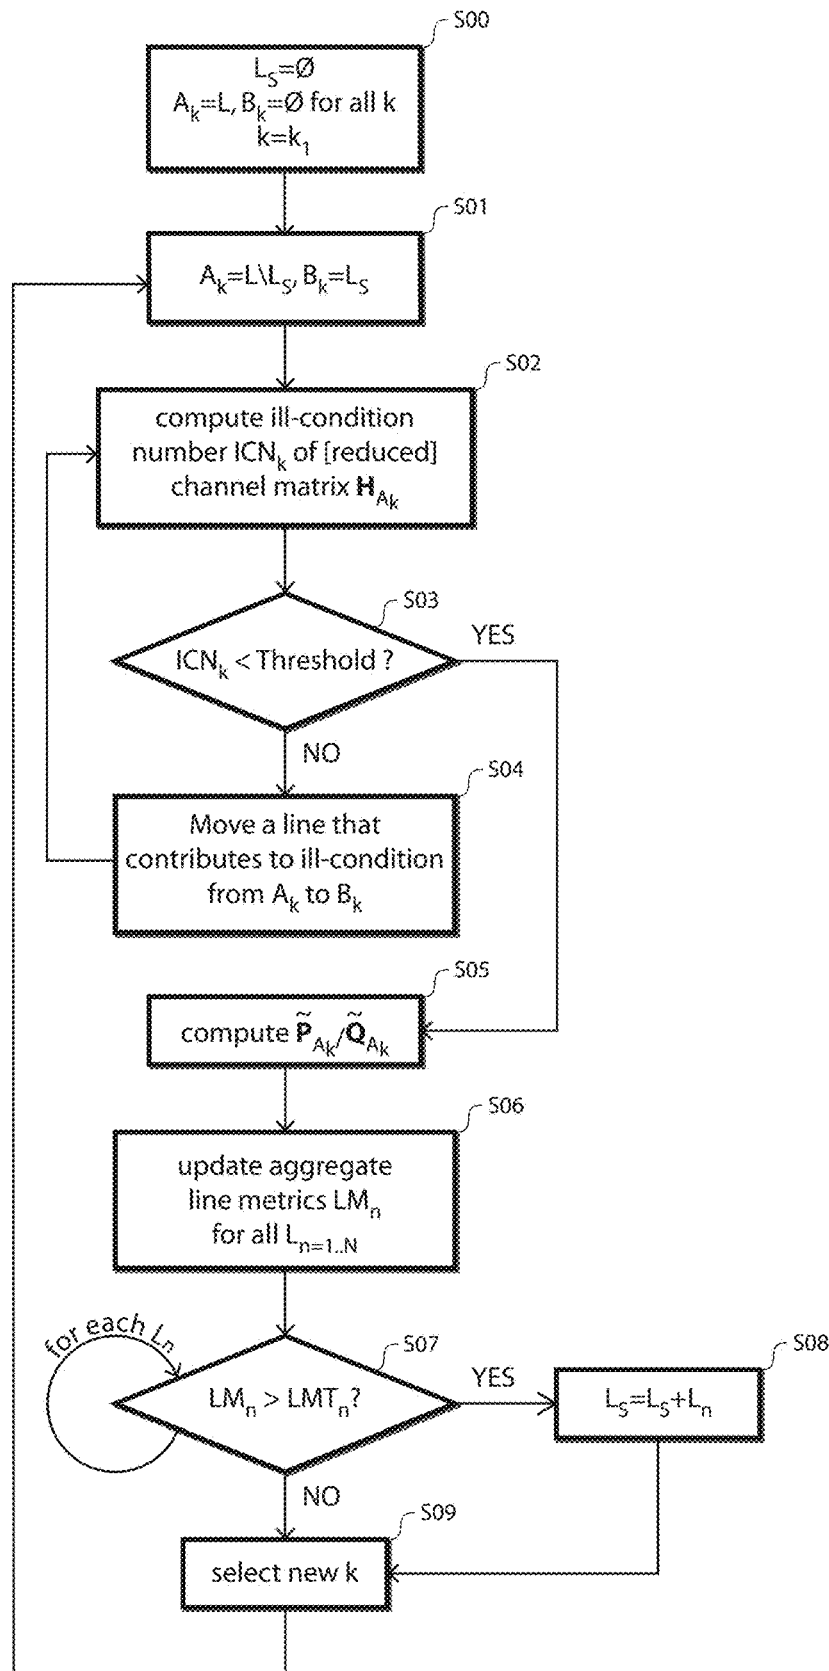 S00
L_S=Ø
A_k=L, B_k=Ø for all k
k=k_1
S01
A_k=L\L_S, B_k=L_S
S02
compute ill-condition
number ICN_k of [reduced]
channel matrix H_A_k
S03
ICN_k < Threshold ?
YES
NO
S04
Move a line that
contributes to ill-condition
from A_k to B_k
S05
compute P̃_A_k/Q̃_A_k
S06
update aggregate
line metrics LM_n
for all L_n=1..N
for each L_n
S07
LM_n > LMT_n?
YES
S08
L_S=L_S+L_n
NO
S09
select new k